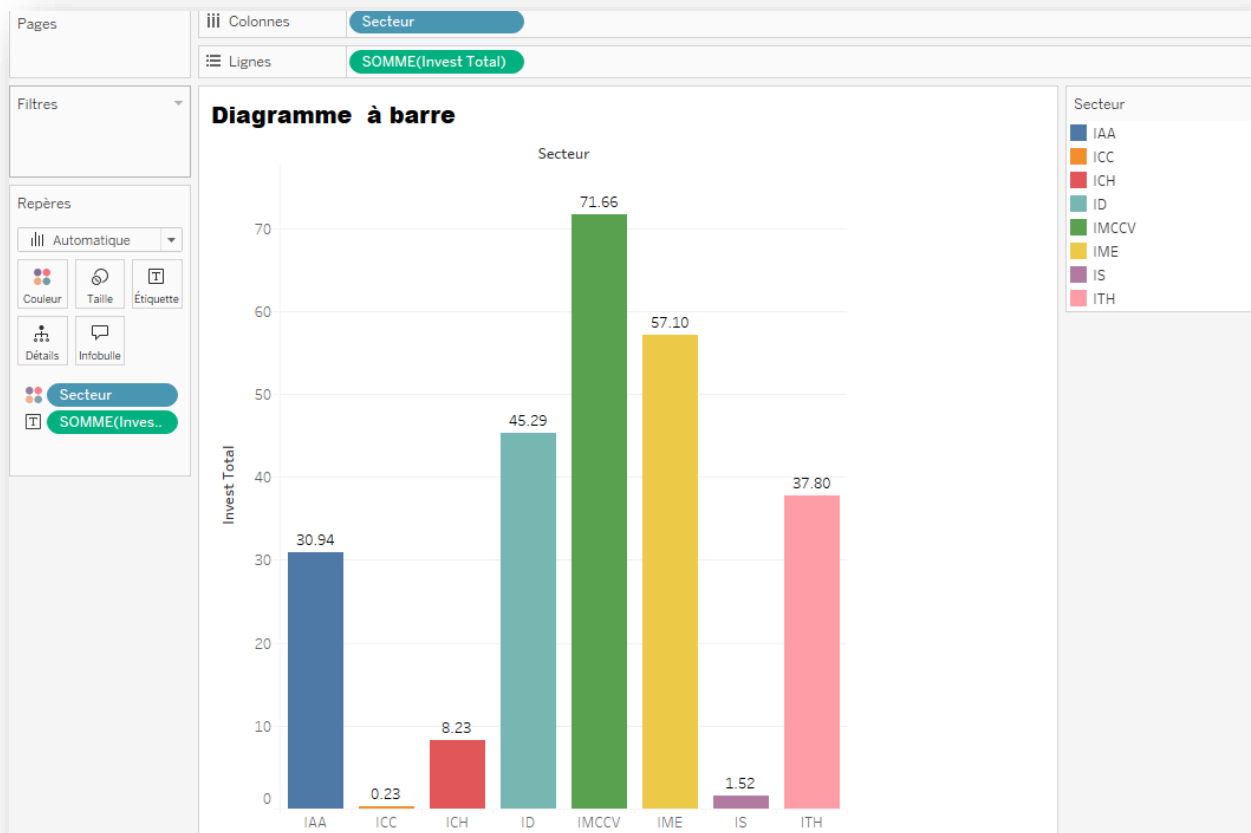 Pages
Colonnes
Secteur
Lignes
SOMME(Invest Total)
Filtres
Repères
Automatique
Couleur
Taille
Étiquette
Détails
Infobulle
Secteur
SOMME(Inves..
Diagramme à barre
Secteur
Invest Total
70
60
50
40
30
20
10
0
30.94
0.23
8.23
45.29
71.66
57.10
1.52
37.80
IAA
ICC
ICH
ID
IMCCV
IME
IS
ITH
Secteur
IAA
ICC
ICH
ID
IMCCV
IME
IS
ITH